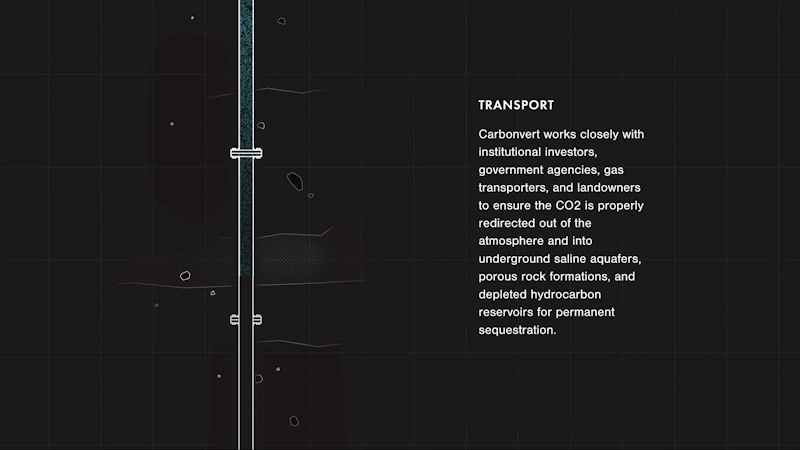 TRANSPORT
Carbonvert works closely with
institutional investors,
government agencies, gas
transporters, and landowners
to ensure the CO2 is properly
redirected out of the
atmosphere and into
underground saline aquafers,
porous rock formations, and
depleted hydrocarbon
reservoirs for permanent
sequestration.